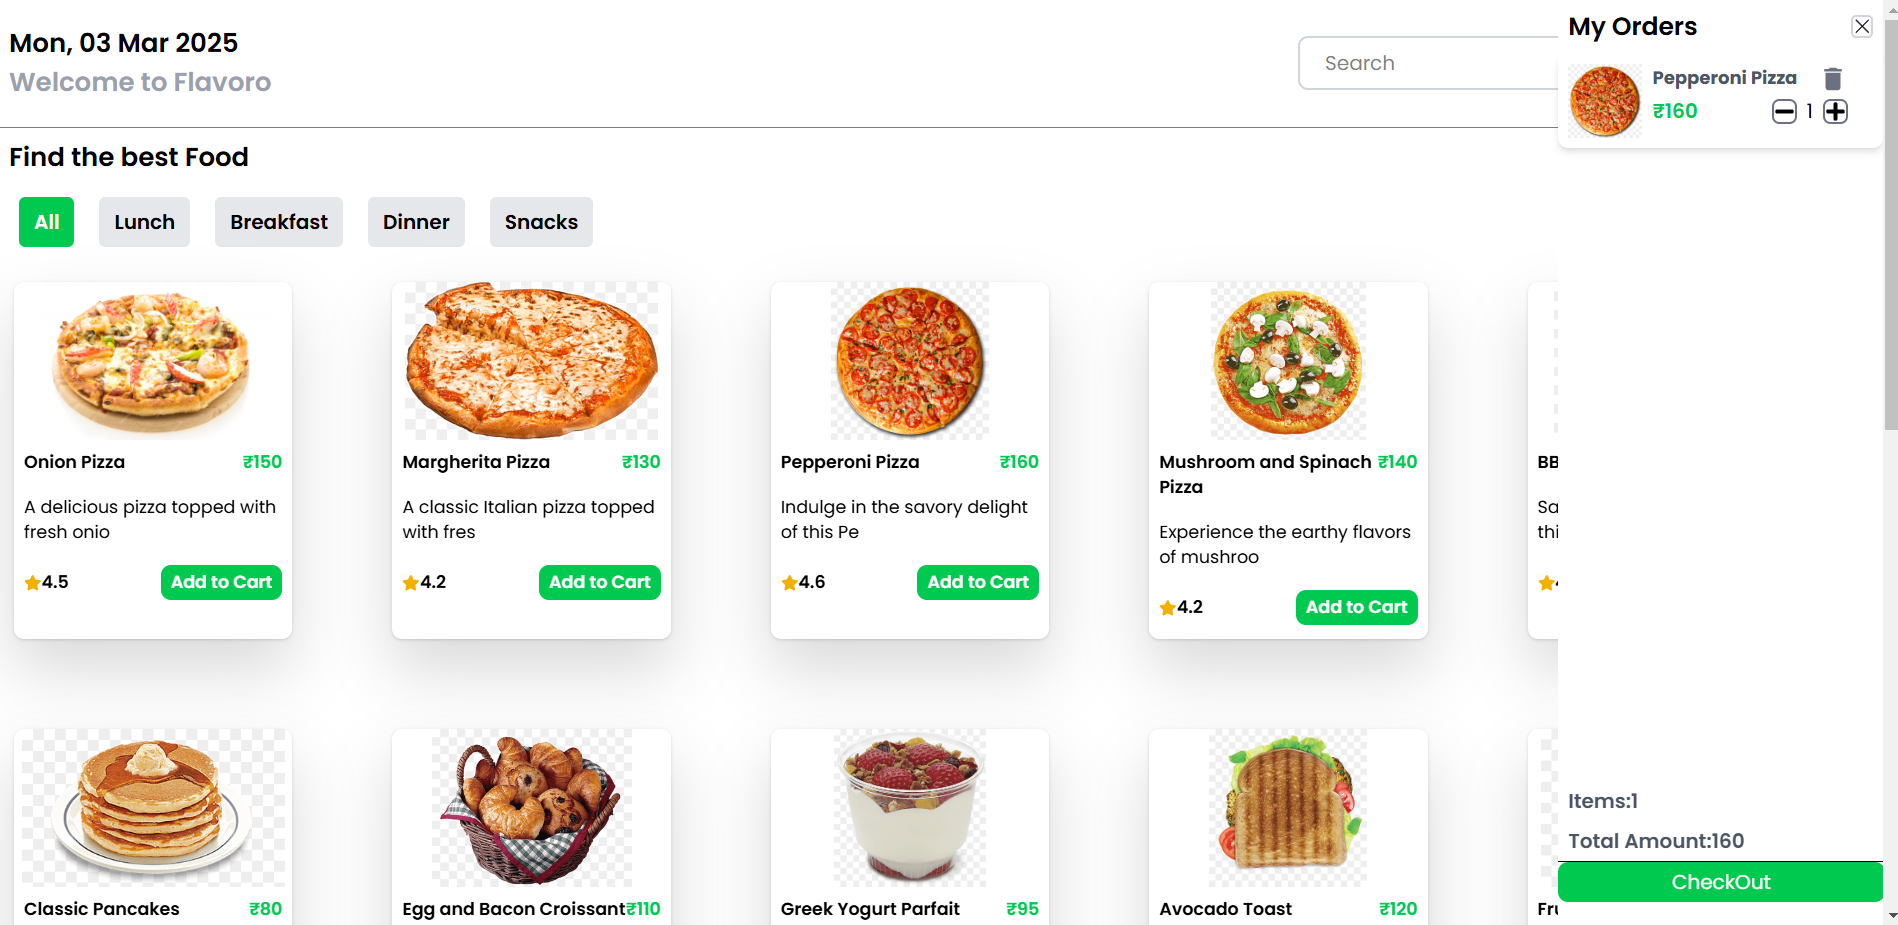 Mon, 03 Mar 2025
Welcome to Flavoro
Search
Find the best Food
All
Lunch
Breakfast
Dinner
Snacks
Onion Pizza ₹150
A delicious pizza topped with
fresh onio
4.5
Add to Cart
Margherita Pizza ₹130
A classic Italian pizza topped
with fres
4.2
Add to Cart
Pepperoni Pizza ₹160
Indulge in the savory delight
of this Pe
4.6
Add to Cart
Mushroom and Spinach ₹140
Pizza
Experience the earthy flavors
of mushroo
4.2
Add to Cart
BB
Sa
thi
Classic Pancakes ₹80
Egg and Bacon Croissant ₹110
Greek Yogurt Parfait ₹95
Avocado Toast ₹120
Fru
My Orders
Pepperoni Pizza
₹160
1
Items:1
Total Amount:160
CheckOut